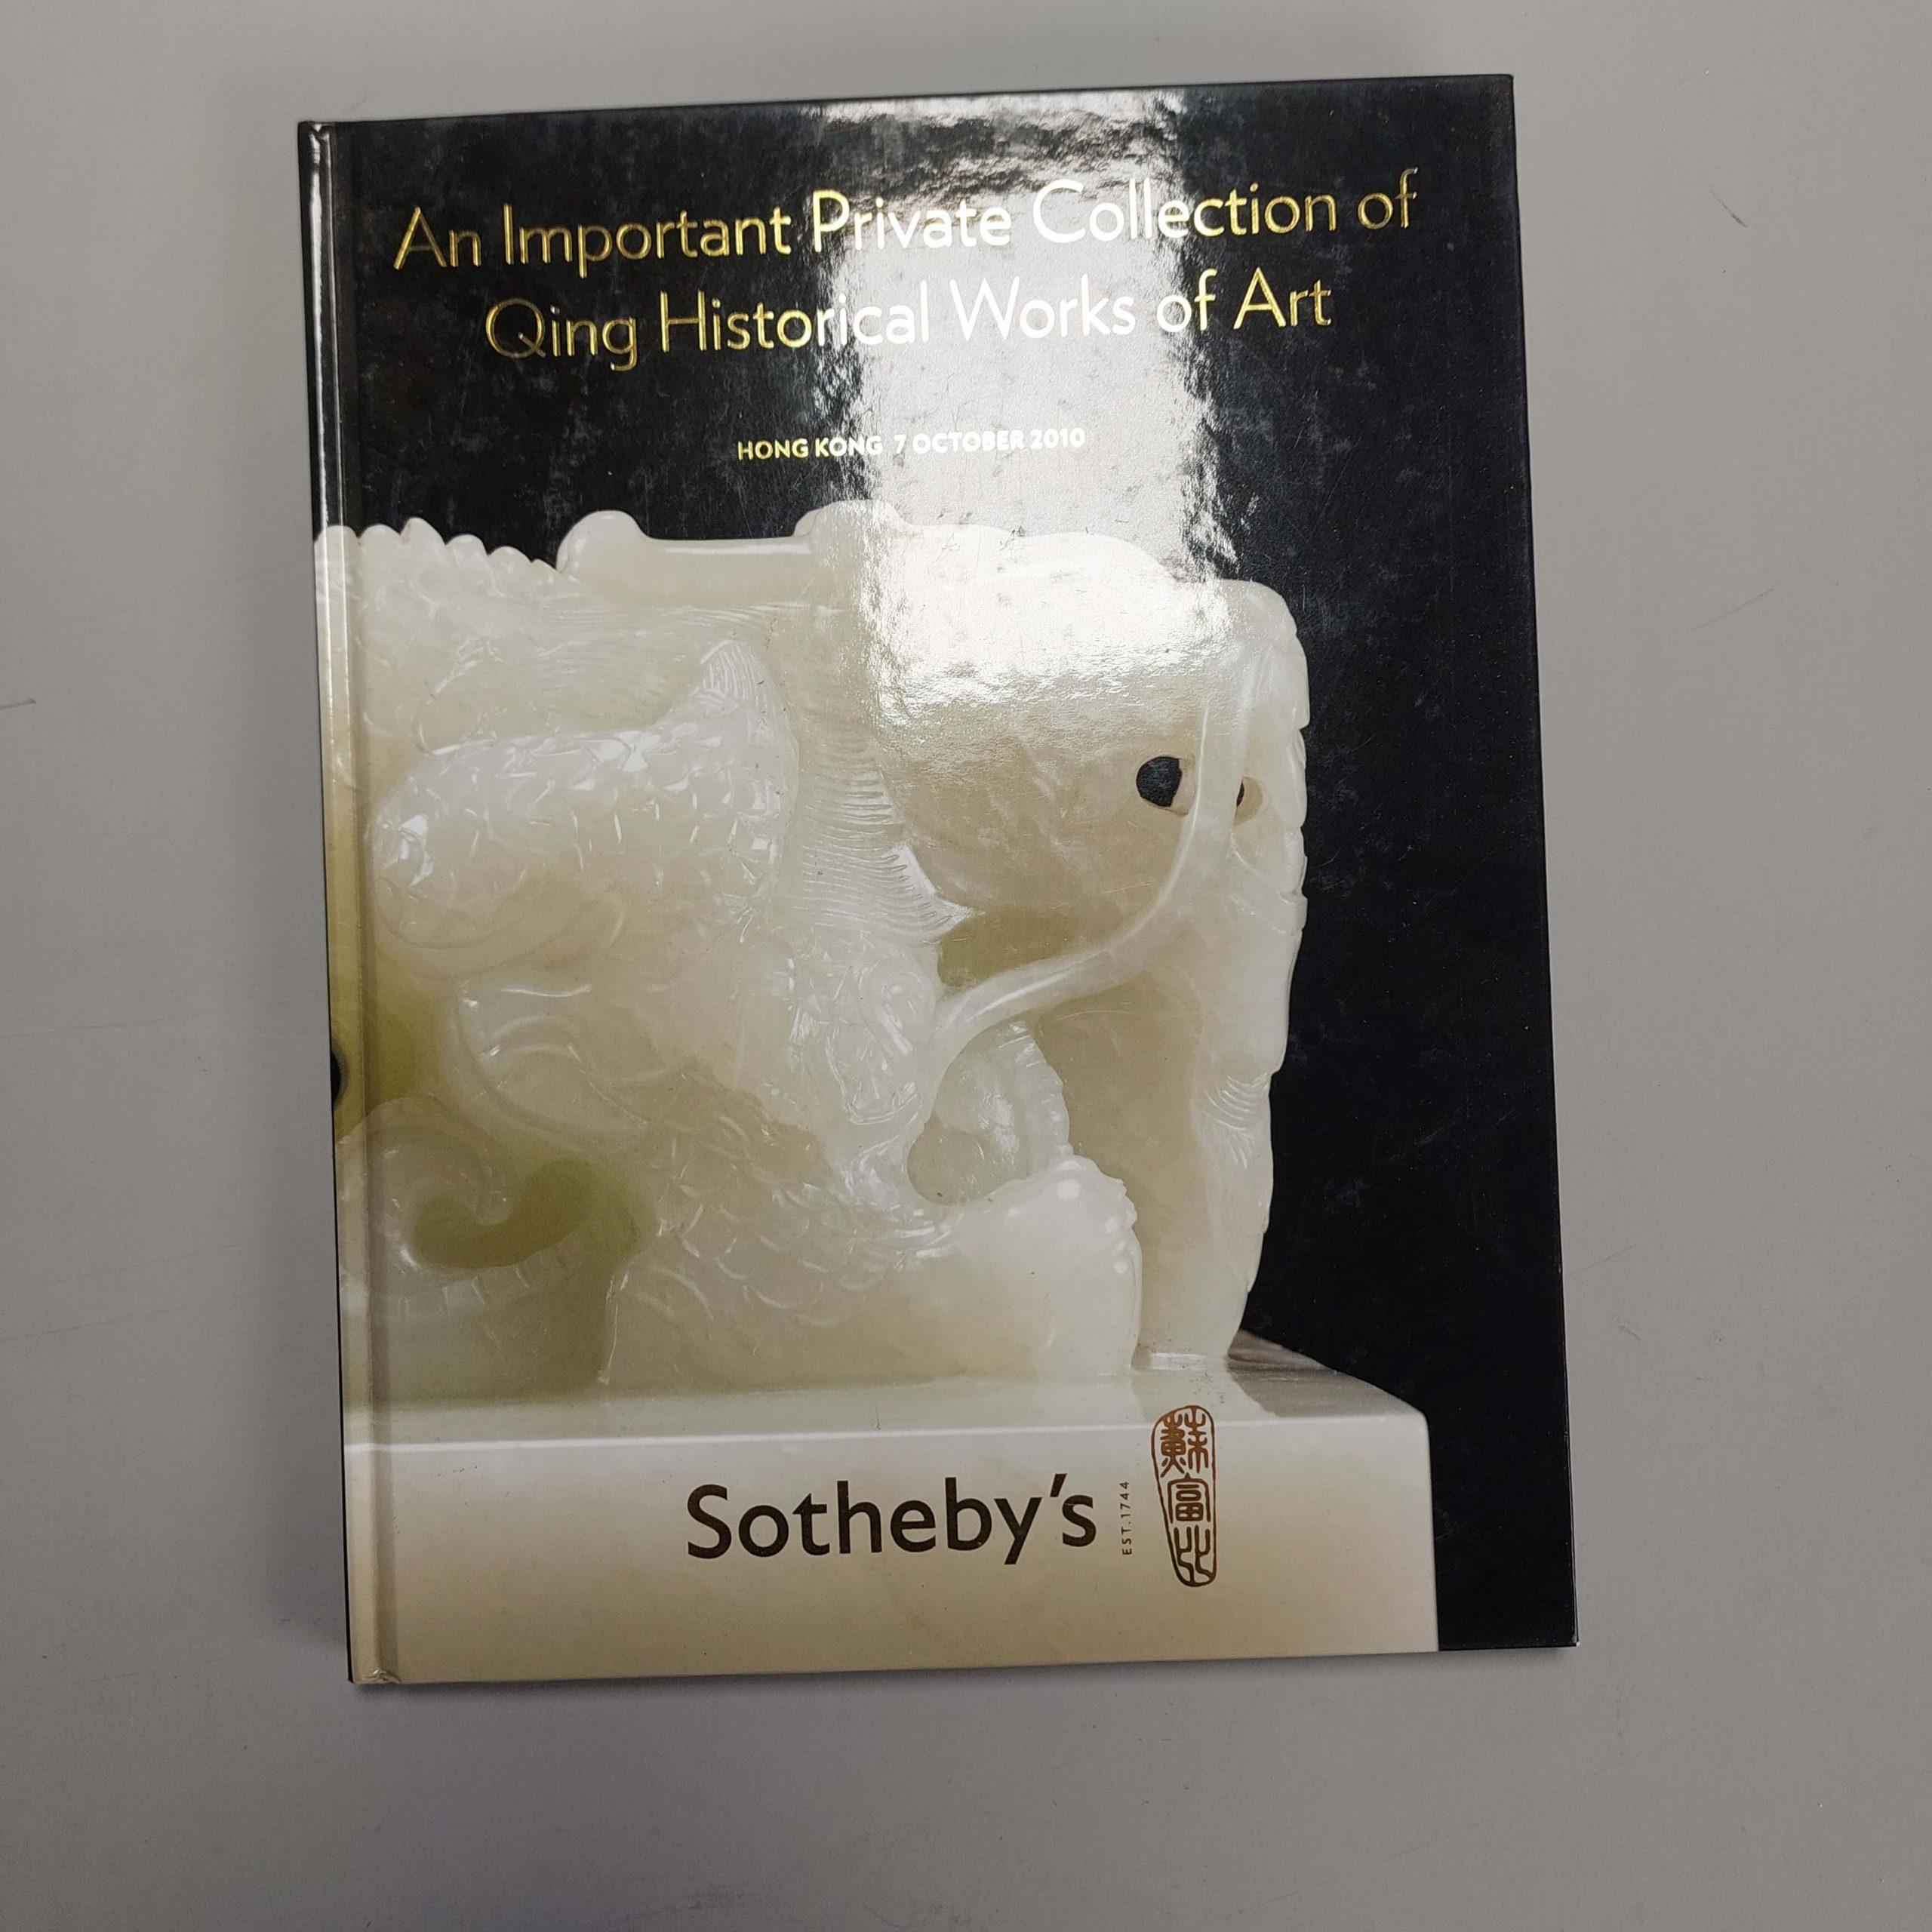 An Important Private Collection of
Qing Historical Works of Art
HONG KONG 7 OCTOBER 2010
Sotheby's
EST. 1744
蘇富比